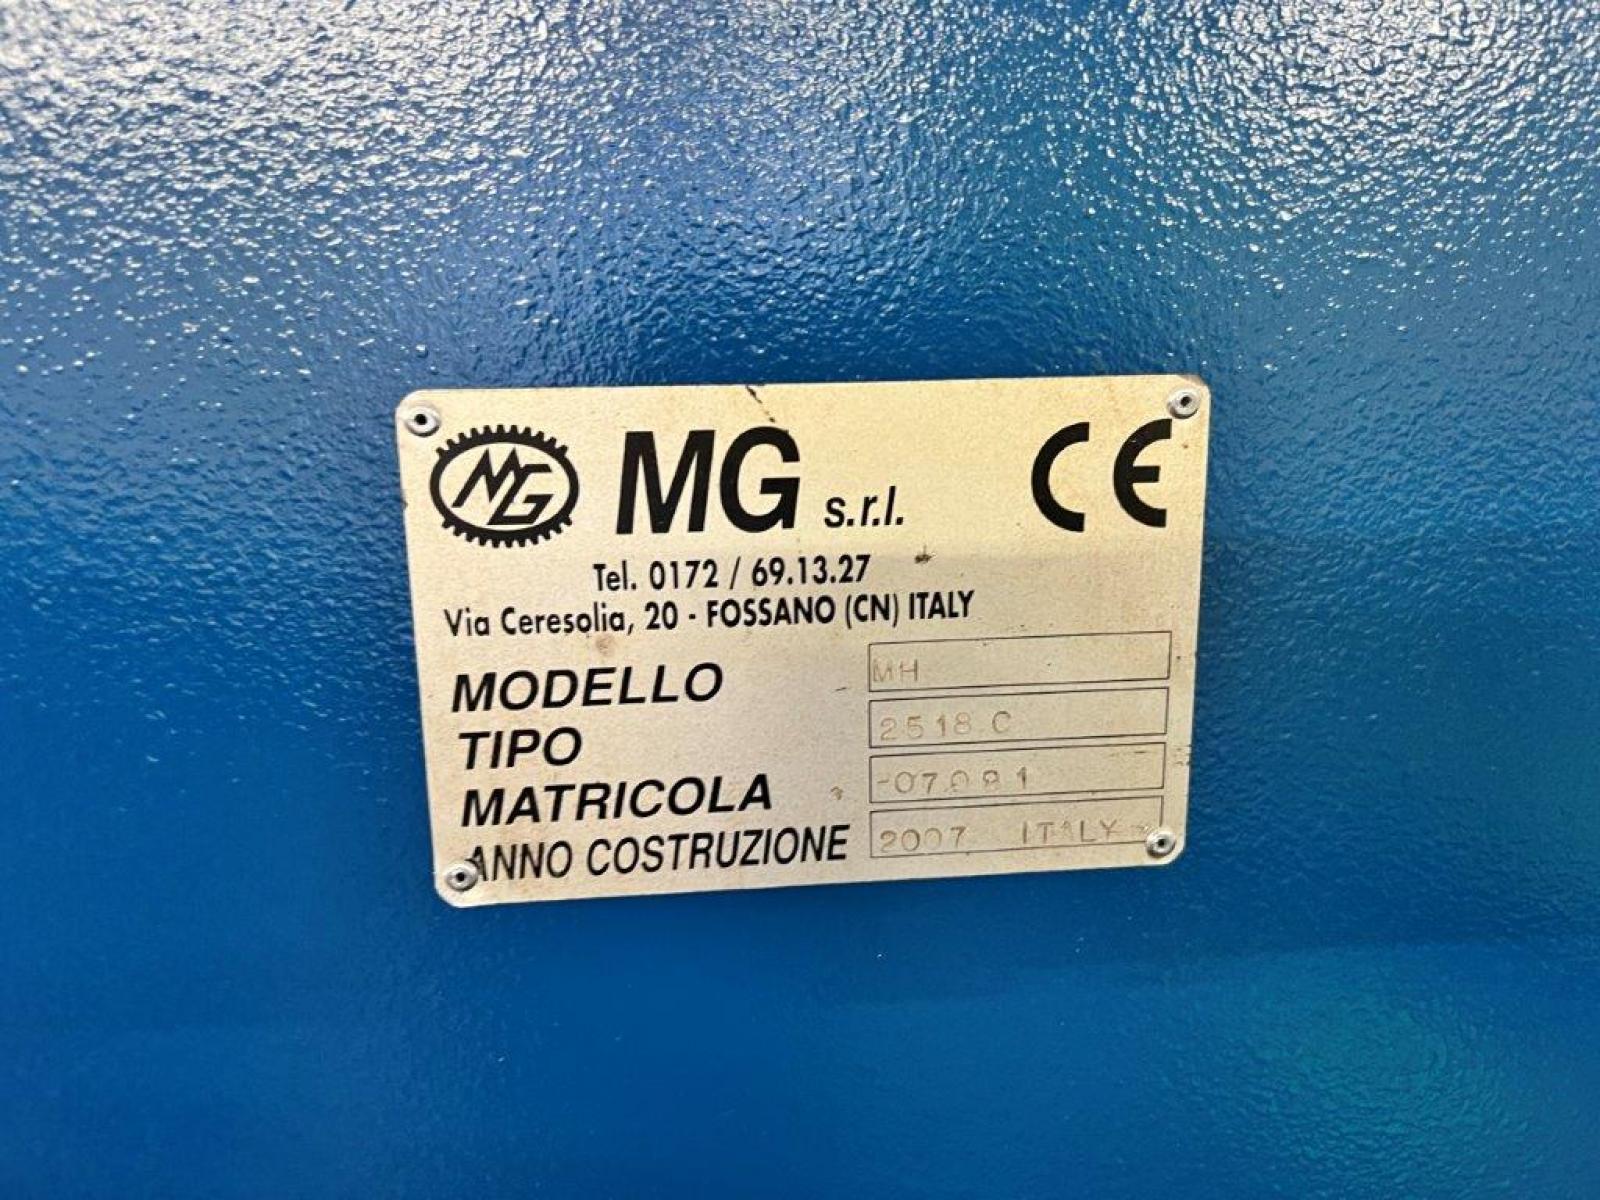 MG MG s.r.l. CE
Tel. 0172 / 69.13.27
Via Ceresolia, 20 - FOSSANO (CN) ITALY
MODELLO MH
TIPO 2518 C
MATRICOLA
ANNO COSTRUZIONE 2007 ITALY